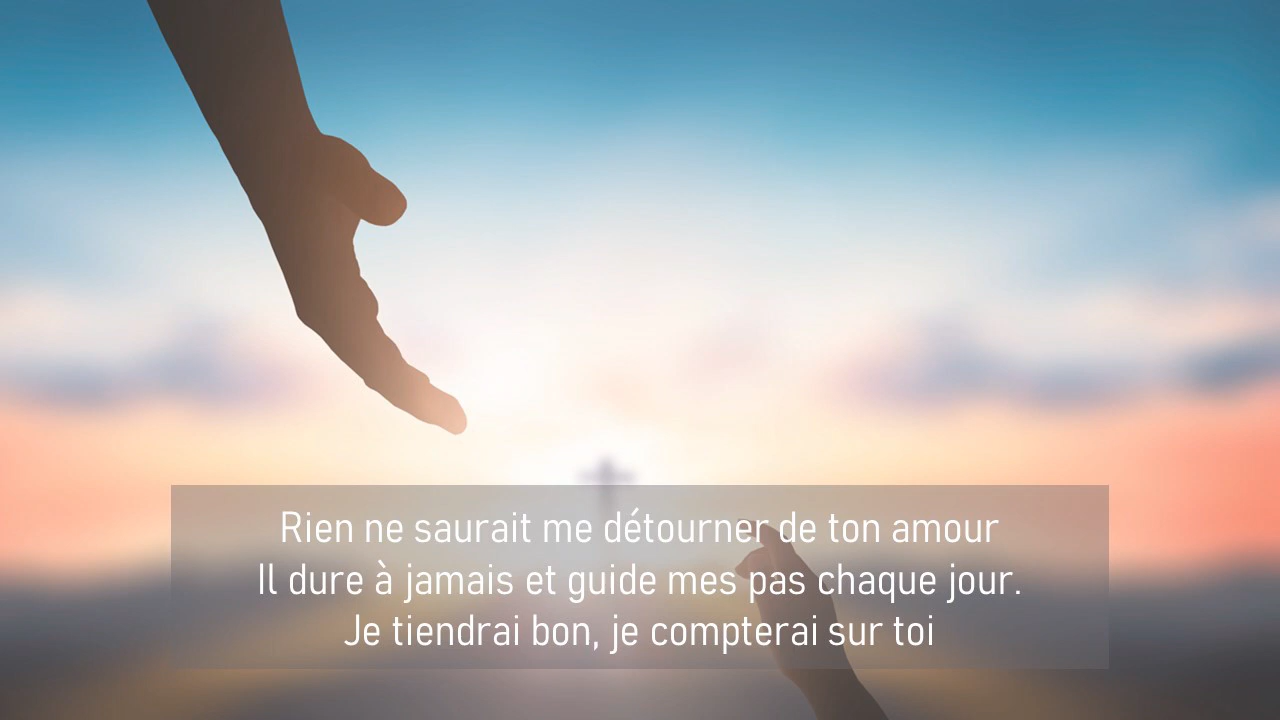 Rien ne saurait me détourner de ton amour
Il dure à jamais et guide mes pas chaque jour.
Je tiendrai bon, je compterai sur toi